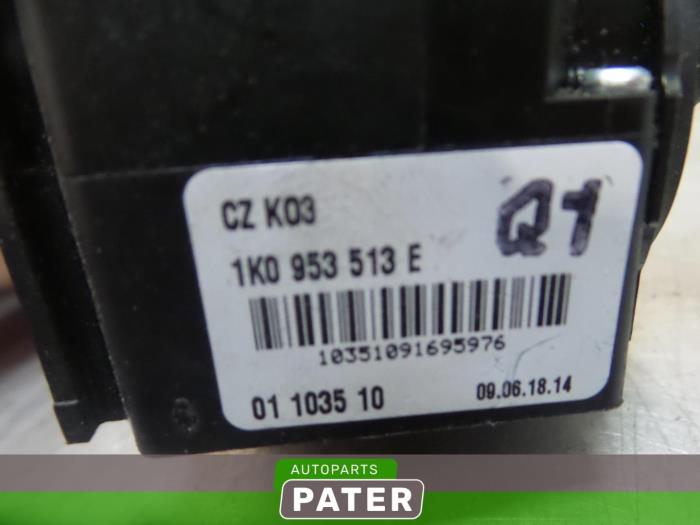 CZ K03
Q1
1K0 953 513 E
10351091695976
01 1035 10
09.06.18.14
AUTOPARTS
PATER